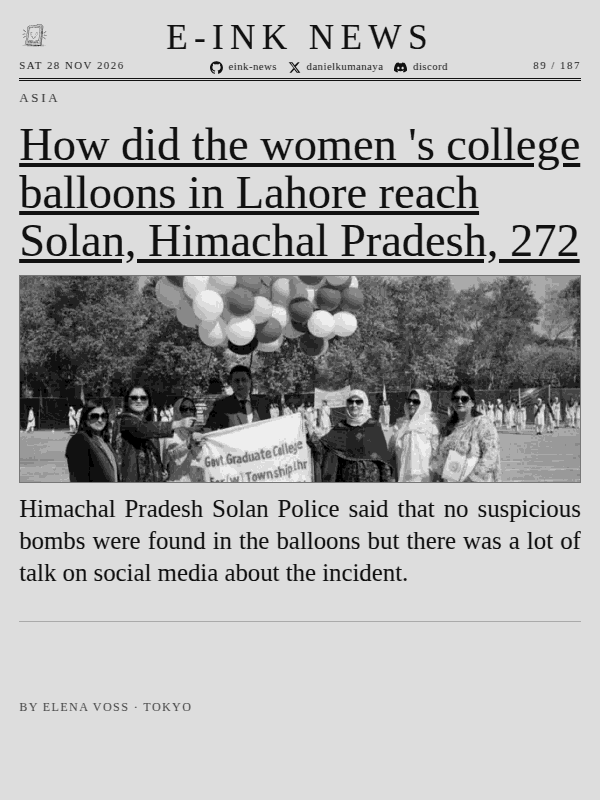 E-INK NEWS
SAT 28 NOV 2026
eink-news
danielkumanaya
discord
89 / 187
ASIA
How did the women 's college
balloons in Lahore reach
Solan, Himachal Pradesh, 272
Govt. Graduate College
Township lhr
Himachal Pradesh Solan Police said that no suspicious
bombs were found in the balloons but there was a lot of
talk on social media about the incident.
BY ELENA VOSS · TOKYO